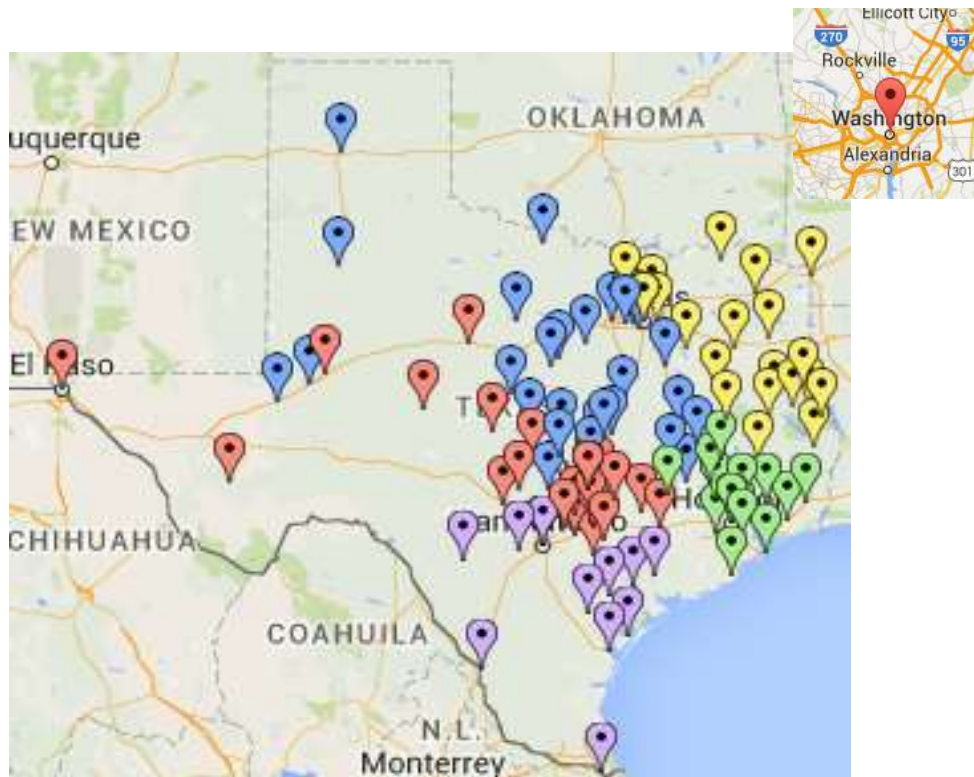 Ellicott City
270
95
Rockville
Washington
Alexandria
301
OKLAHOMA
uquerque
EW MEXICO
El Paso
CHIHUAHUA
COAHUILA
N.L.
Monterrey